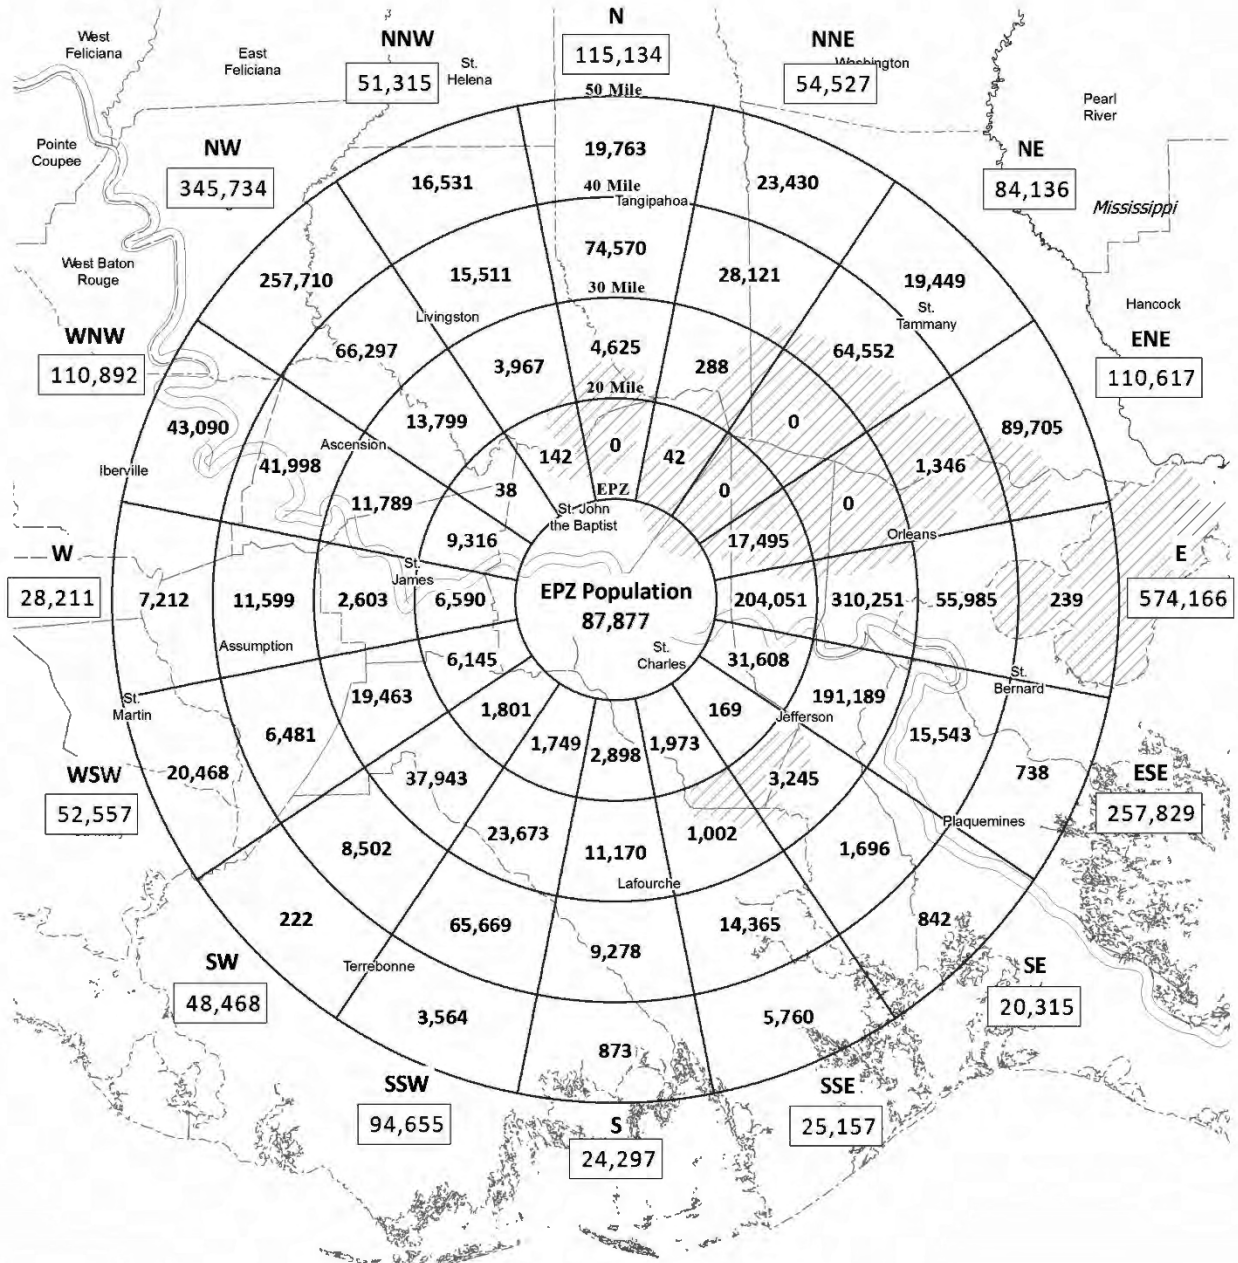 N
NNW
115,134
NNE
West
Feliciana
East
Feliciana
St.
Helena
Washington
51,315
54,527
50 Mile
Pearl
River
Pointe
Coupee
NW
19,763
NE
345,734
16,531
40 Mile
23,430
84,136
Tangipahoa
Mississippi
West Baton
Rouge
257,710
15,511
74,570
28,121
19,449
30 Mile
Hancock
Livingston
St.
Tammany
WNW
66,297
4,625
64,552
ENE
110,892
3,967
288
110,617
20 Mile
43,090
13,799
0
89,705
Ascension
142
0
42
Iberville
41,998
1,346
11,789
38
EPZ
0
0
St. John
the Baptist
9,316
17,495
Orleans
W
St.
James
E
28,211
7,212
11,599
2,603
6,590
EPZ Population
87,877
204,051
310,251
55,985
239
574,166
Assumption
6,145
St.
Charles
31,608
St.
Bernard
St.
Martin
19,463
1,801
169
Jefferson
191,189
6,481
1,749
2,898
1,973
15,543
WSW
20,468
37,943
3,245
738
ESE
52,557
257,829
23,673
1,002
Plaquemines
8,502
11,170
1,696
Lafourche
222
65,669
14,365
842
9,278
SW
Terrebonne
SE
48,468
20,315
3,564
5,760
873
SSW
SSE
94,655
S
25,157
24,297